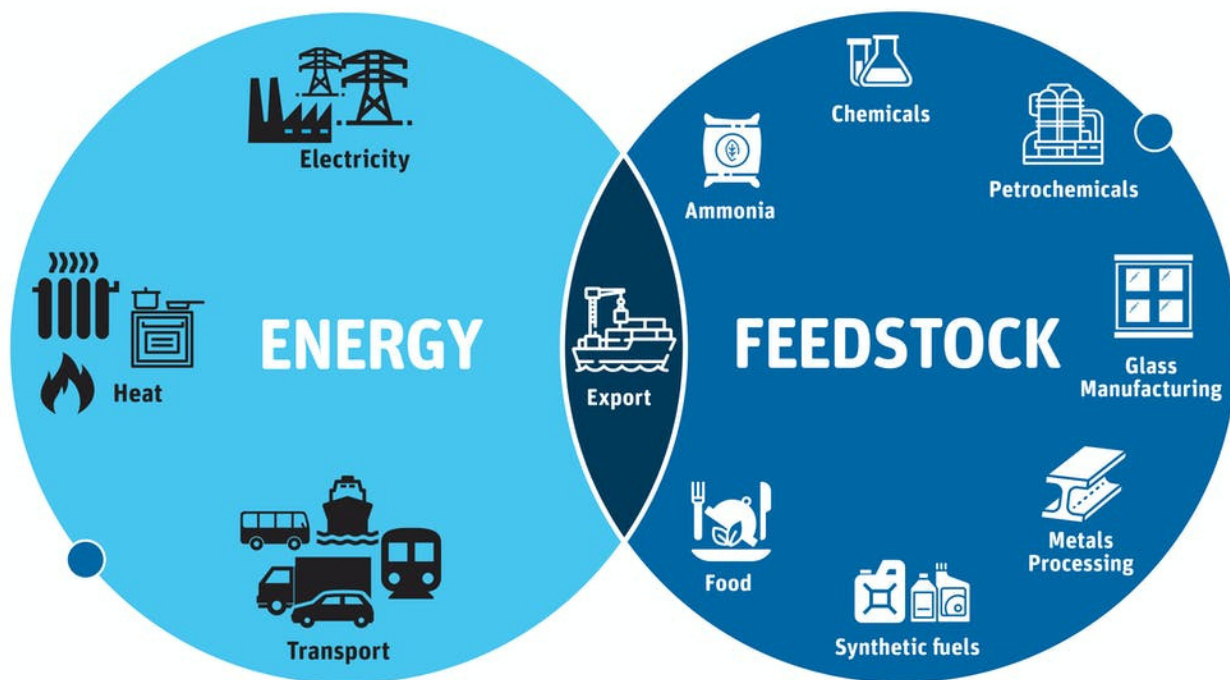 Electricity
Heat
ENERGY
Transport
Export
Chemicals
Petrochemicals
Ammonia
FEEDSTOCK
Glass
Manufacturing
Metals
Processing
Food
Synthetic fuels